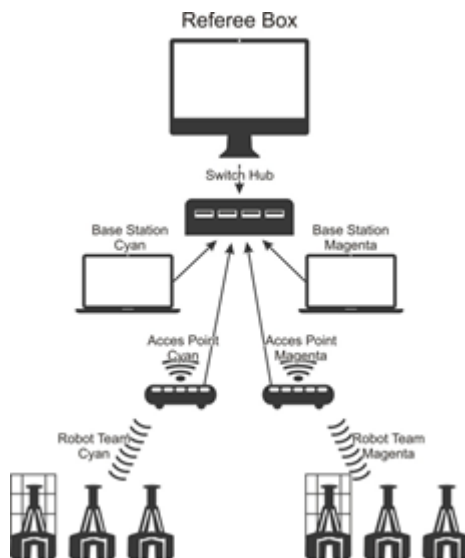 Referee Box
Switch Hub
Base Station
Cyan
Base Station
Magenta
Acces Point
Cyan
Acces Point
Magenta
Robot Team
Cyan
Robot Team
Magenta